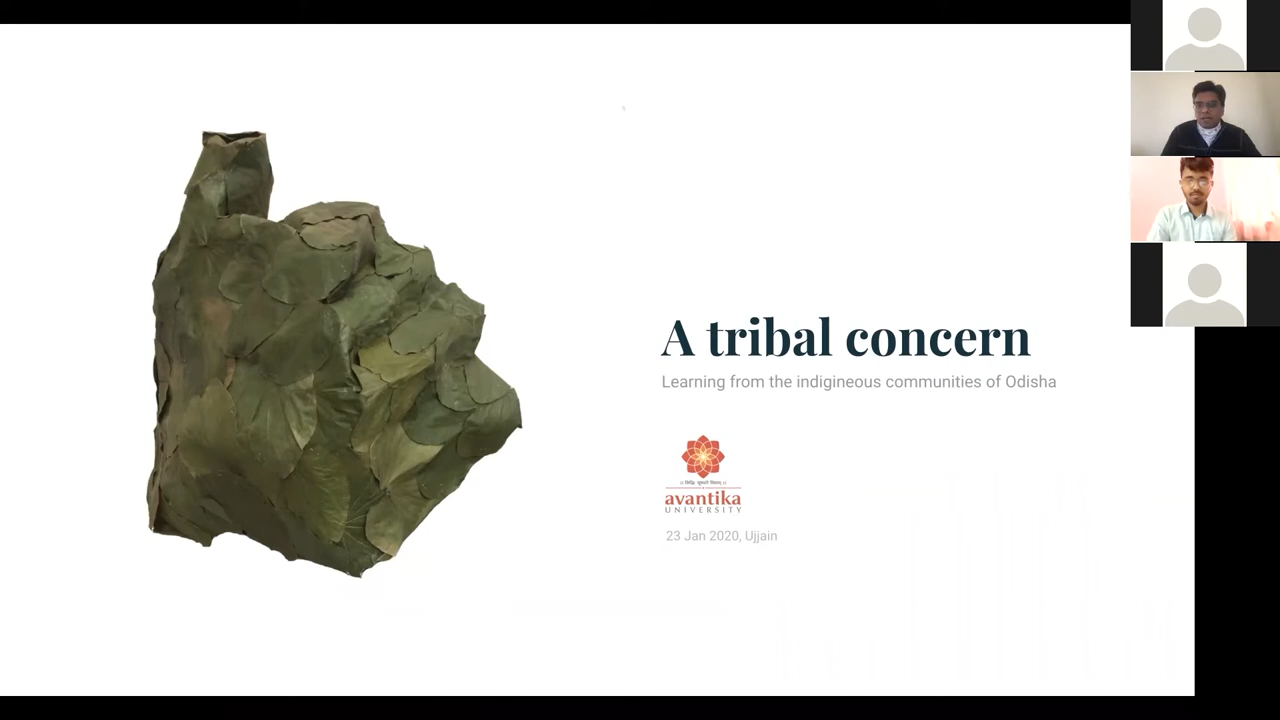 A tribal concern
Learning from the indigineous communities of Odisha
avantika
UNIVERSITY
23 Jan 2020, Ujjain